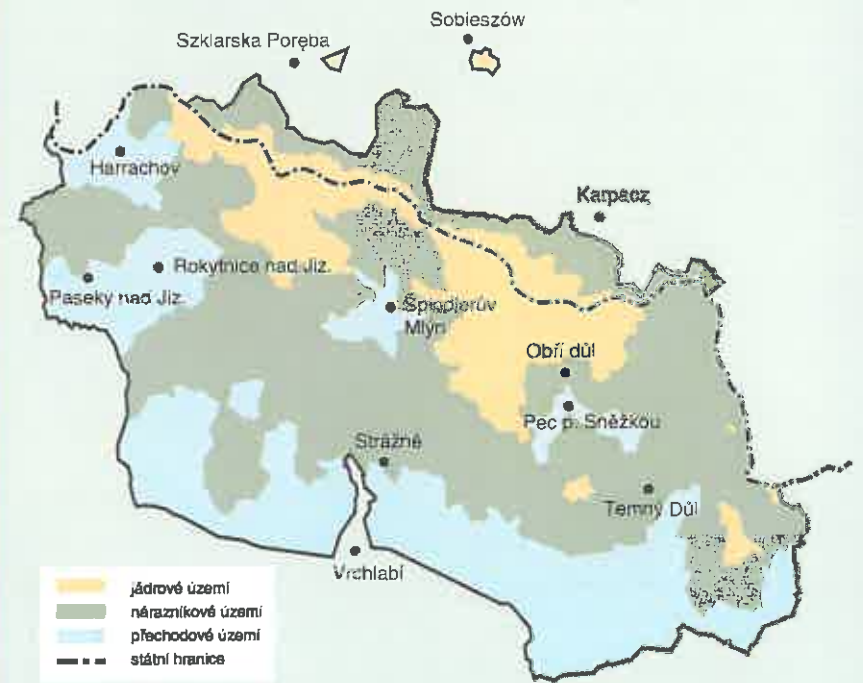 Sobieszów
Szklarska Poręba
Harrachov
Karpacz
Rokytnice nad Jiz.
Paseky nad Jiz.
Špindlerův
Mlýn
Obří důl
Pec p. Sněžkou
Strážné
Temný Důl
Vrchlabí
jádrové území
nárazníkové území
přechodové území
státní hranice